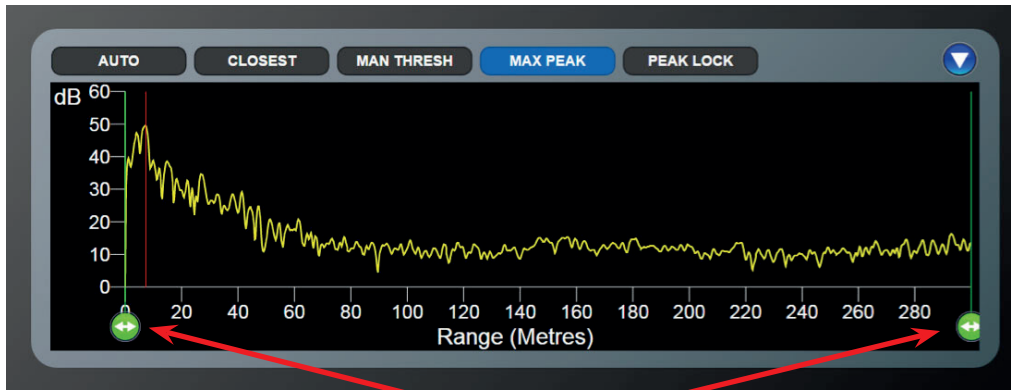 AUTO CLOSEST MAN THRESH MAX PEAK PEAK LOCK
dB 60
50
40
30
20
10
0
0 20 40 60 80 100 120 140 160 180 200 220 240 260 280
Range (Metres)